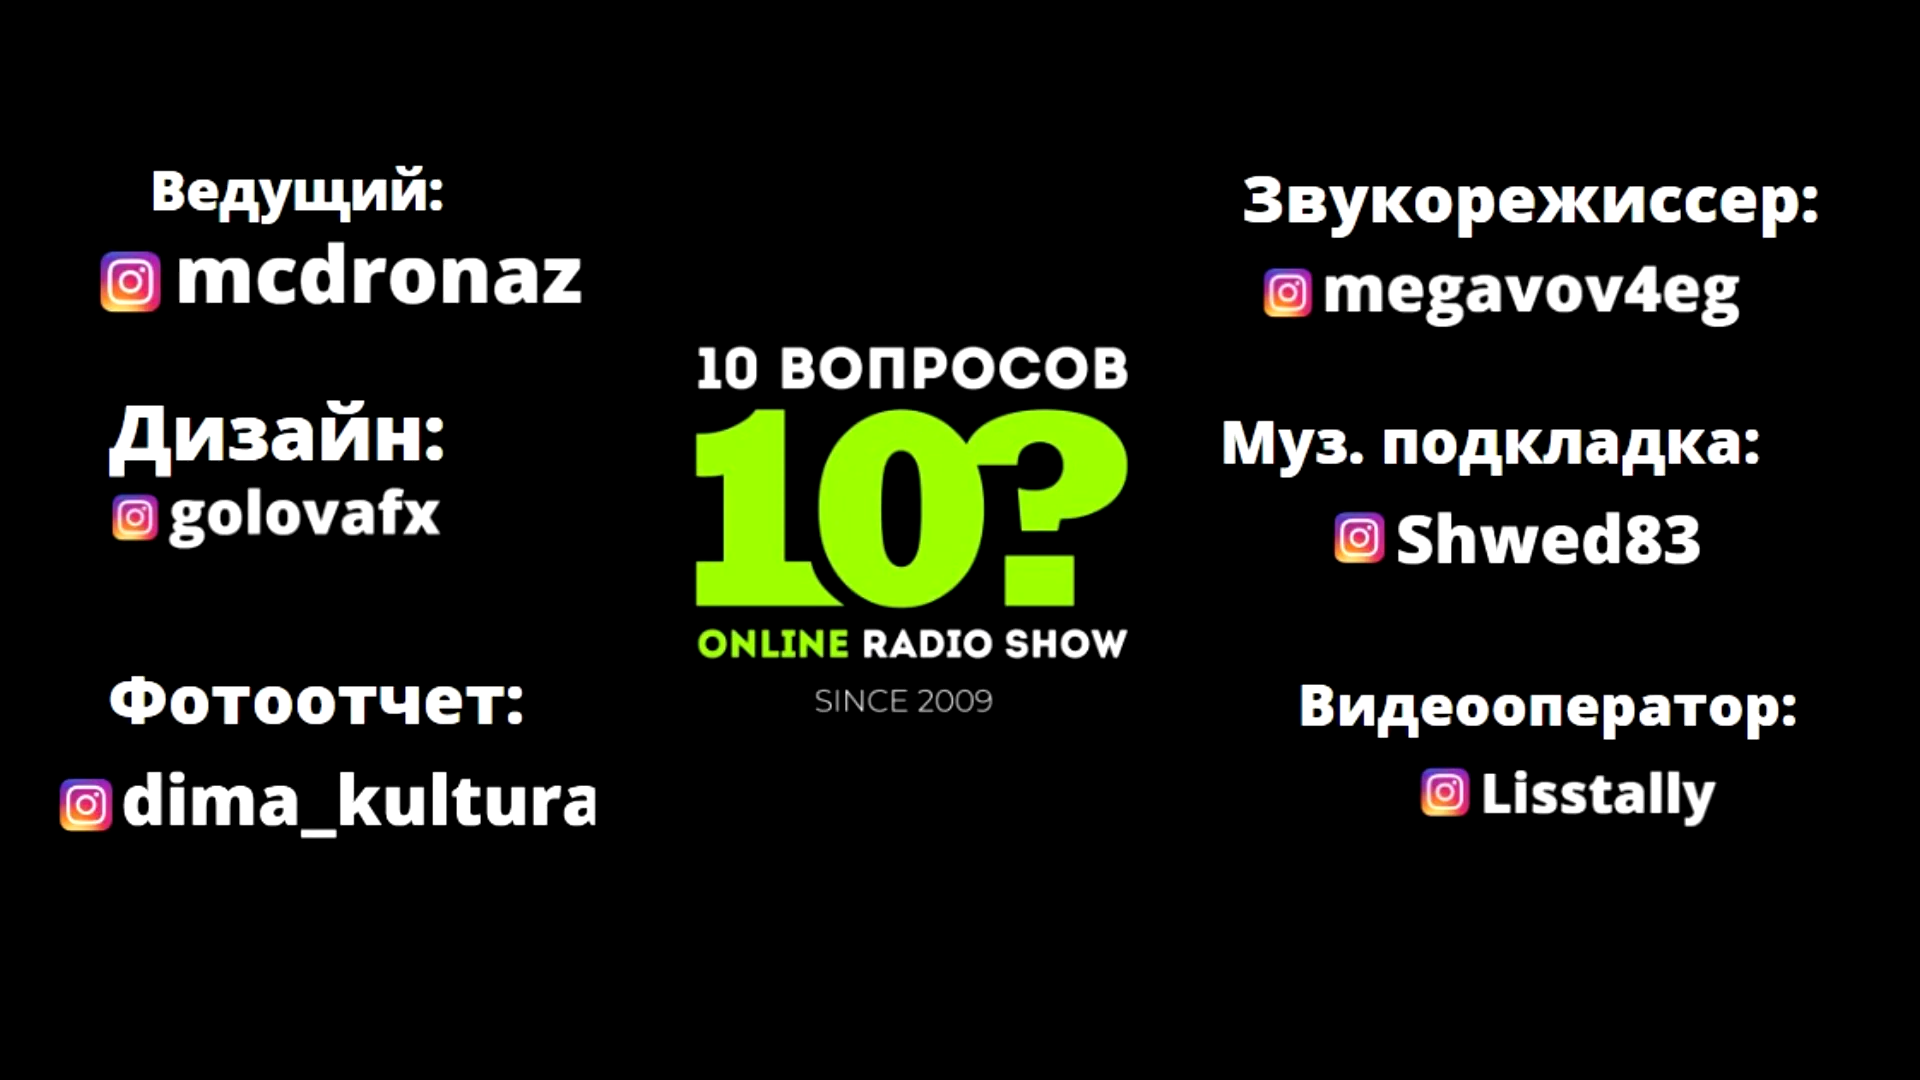 Ведущий:
mcdronaz
Дизайн:
golovafx
Фотоотчет:
dima_kultura
10 ВОПРОСОВ
10?
ONLINE RADIO SHOW
SINCE 2009
Звукорежиссер:
megavov4eg
Муз. подкладка:
Shwed83
Видеооператор:
Lisstally